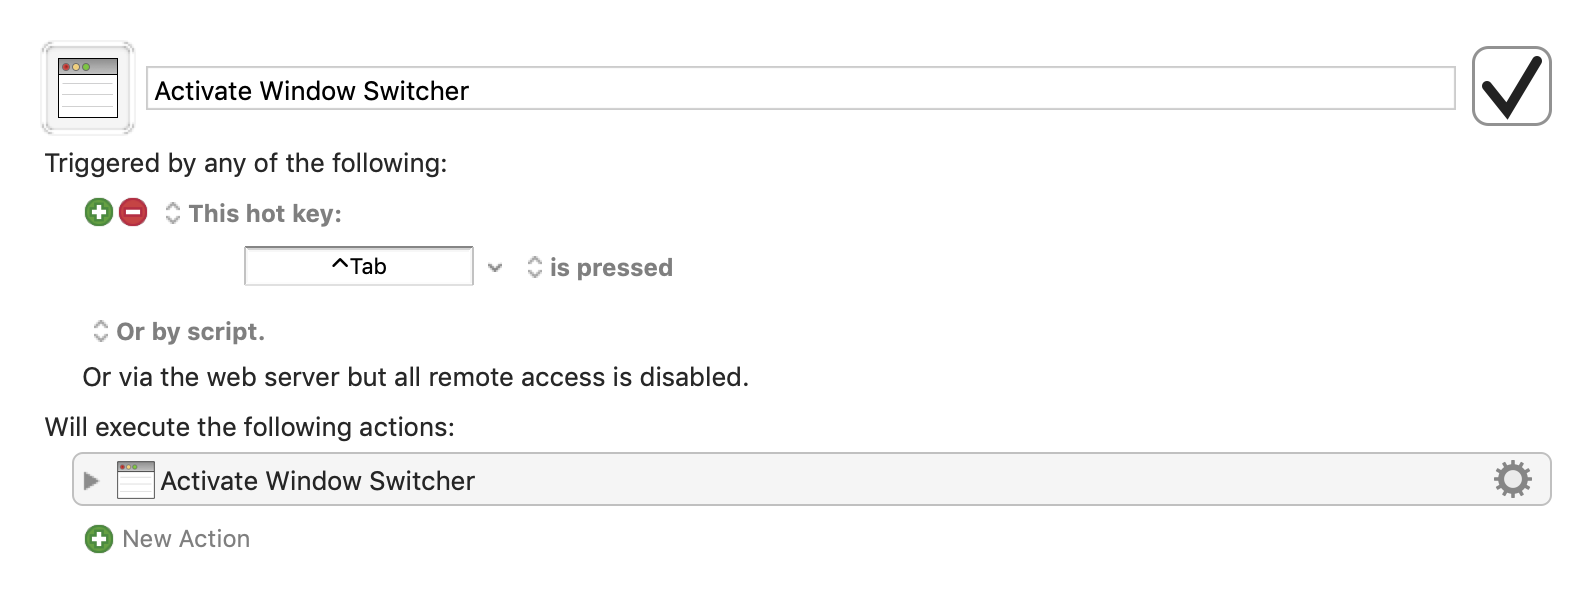 Activate Window Switcher
Triggered by any of the following:
This hot key:
^Tab
is pressed
Or by script.
Or via the web server but all remote access is disabled.
Will execute the following actions:
Activate Window Switcher
New Action